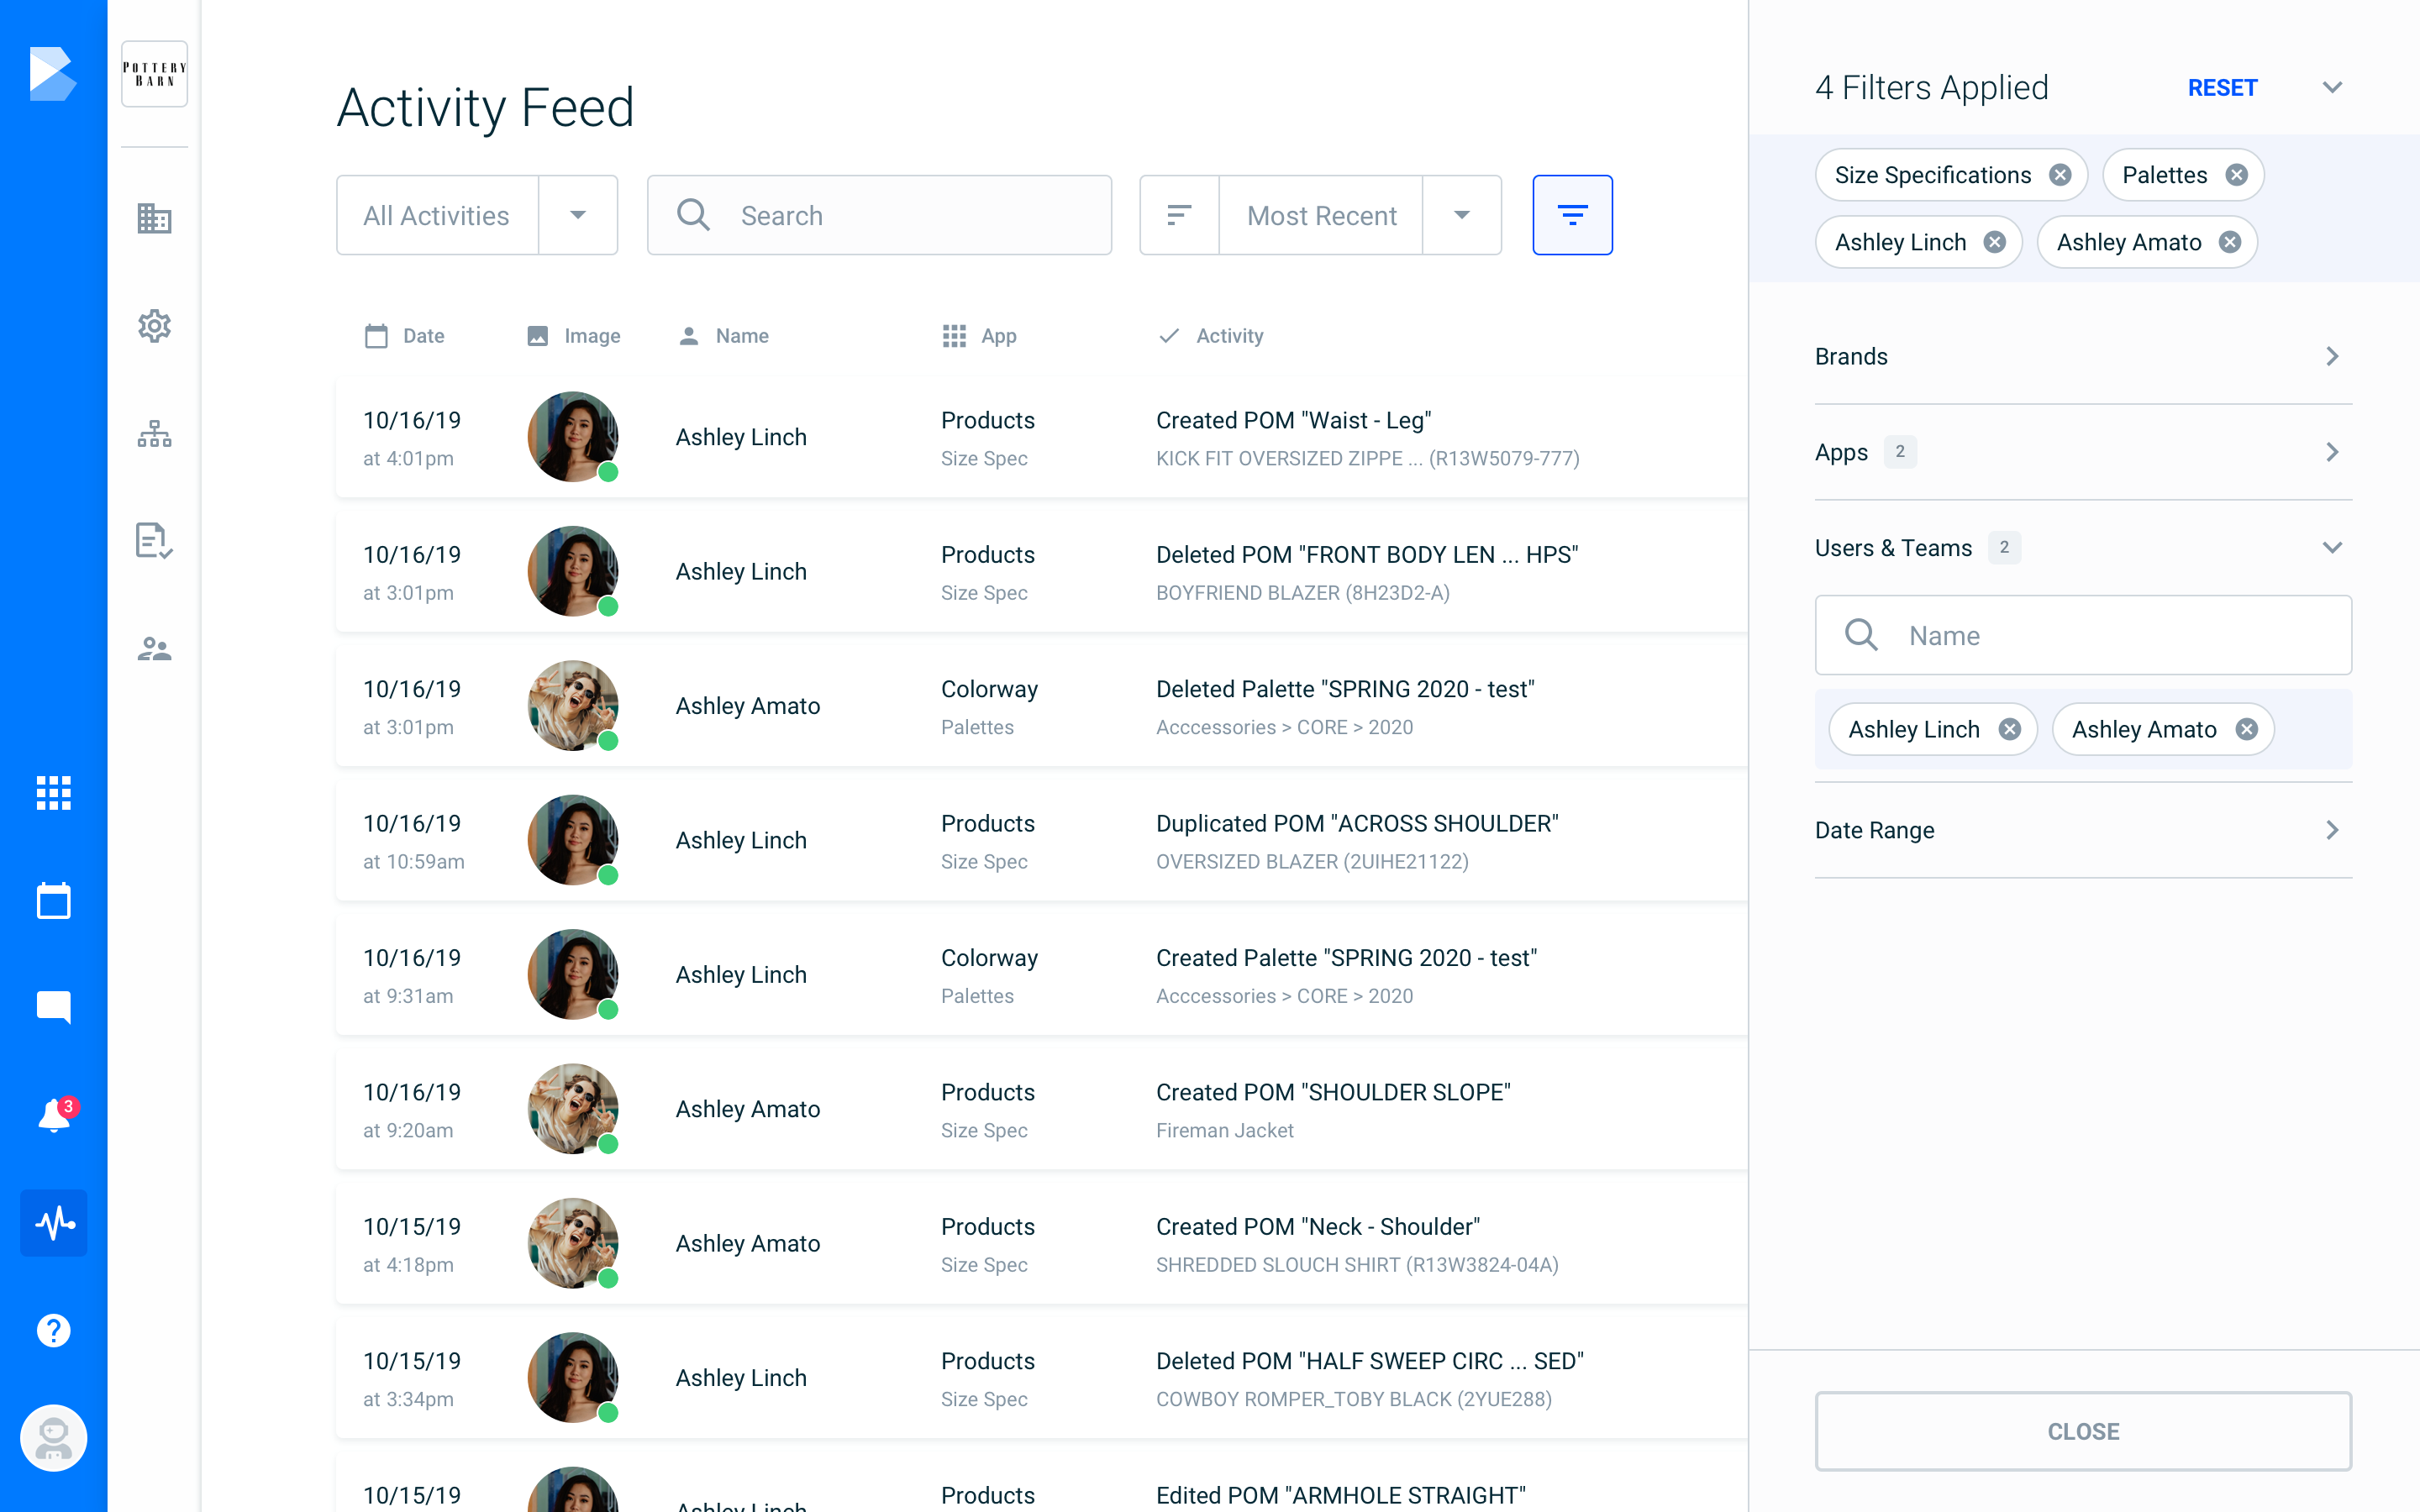 POTTERY
BARN
3
Activity Feed
All Activities
Search
Most Recent
Date Image Name App Activity
10/16/19
at 4:01pm
Ashley Linch
Products
Size Spec
Created POM "Waist - Leg"
KICK FIT OVERSIZED ZIPPE ... (R13W5079-777)
10/16/19
at 3:01pm
Ashley Linch
Products
Size Spec
Deleted POM "FRONT BODY LEN ... HPS"
BOYFRIEND BLAZER (8H23D2-A)
10/16/19
at 3:01pm
Ashley Amato
Colorway
Palettes
Deleted Palette "SPRING 2020 - test"
Acccessories > CORE > 2020
10/16/19
at 10:59am
Ashley Linch
Products
Size Spec
Duplicated POM "ACROSS SHOULDER"
OVERSIZED BLAZER (2UIHE21122)
10/16/19
at 9:31am
Ashley Linch
Colorway
Palettes
Created Palette "SPRING 2020 - test"
Acccessories > CORE > 2020
10/16/19
at 9:20am
Ashley Amato
Products
Size Spec
Created POM "SHOULDER SLOPE"
Fireman Jacket
10/15/19
at 4:18pm
Ashley Amato
Products
Size Spec
Created POM "Neck - Shoulder"
SHREDDED SLOUCH SHIRT (R13W3824-04A)
10/15/19
at 3:34pm
Ashley Linch
Products
Size Spec
Deleted POM "HALF SWEEP CIRC ... SED"
COWBOY ROMPER_TOBY BLACK (2YUE288)
10/15/19
Ashley Linch
Products
Edited POM "ARMHOLE STRAIGHT"
4 Filters Applied
RESET
Size Specifications
Palettes
Ashley Linch
Ashley Amato
Brands
Apps 2
Users & Teams 2
Name
Ashley Linch
Ashley Amato
Date Range
CLOSE